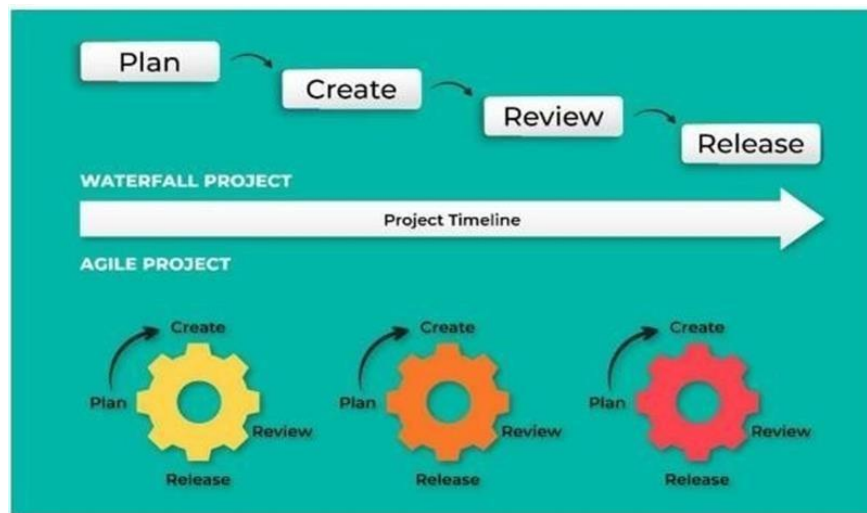 Plan
Create
Review
Release
WATERFALL PROJECT
Project Timeline
AGILE PROJECT
Create
Plan
Review
Release
Create
Plan
Review
Release
Create
Plan
Review
Release